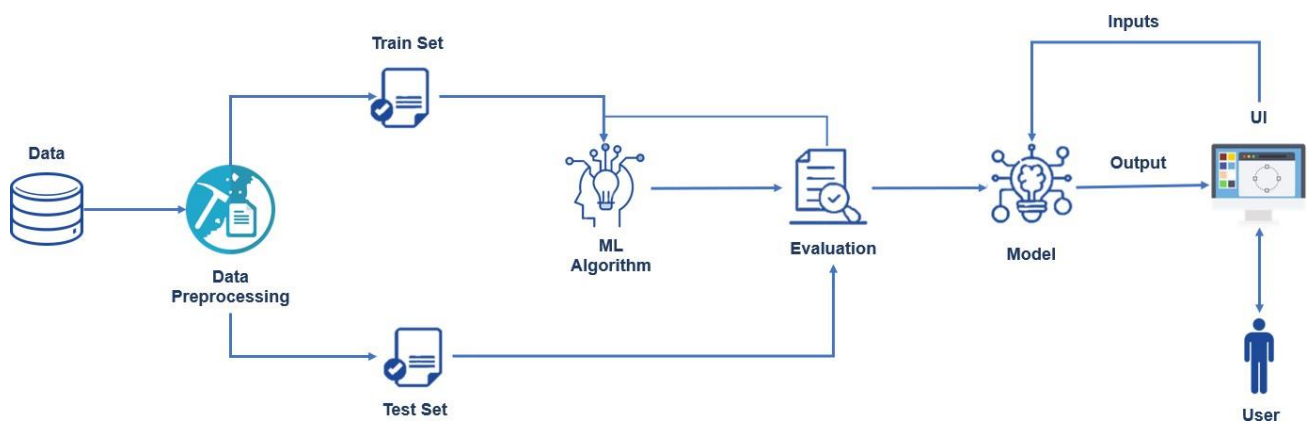 Inputs
Train Set
UI
Data
Output
ML
Algorithm
Evaluation
Model
Data
Preprocessing
Test Set
User